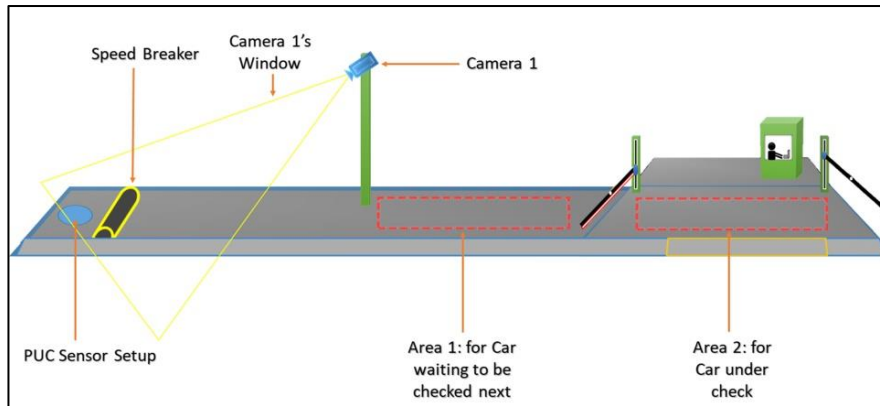 Speed Breaker
Camera 1's
Window
Camera 1
PUC Sensor Setup
Area 1: for Car
waiting to be
checked next
Area 2: for
Car under
check